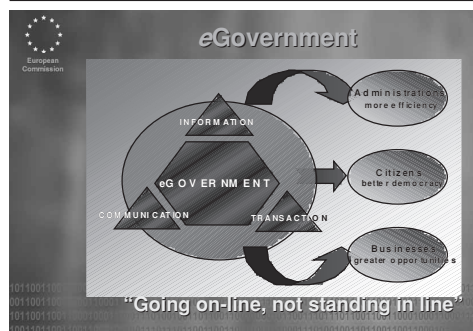 eGovernment
European
Commission
INFORMATION
eGOVERNMENT
COMMUNICATION
TRANSACTION
Administrations
more efficiency
Citizens
better democracy
Businesses
greater opportunities
"Going on-line, not standing in line"